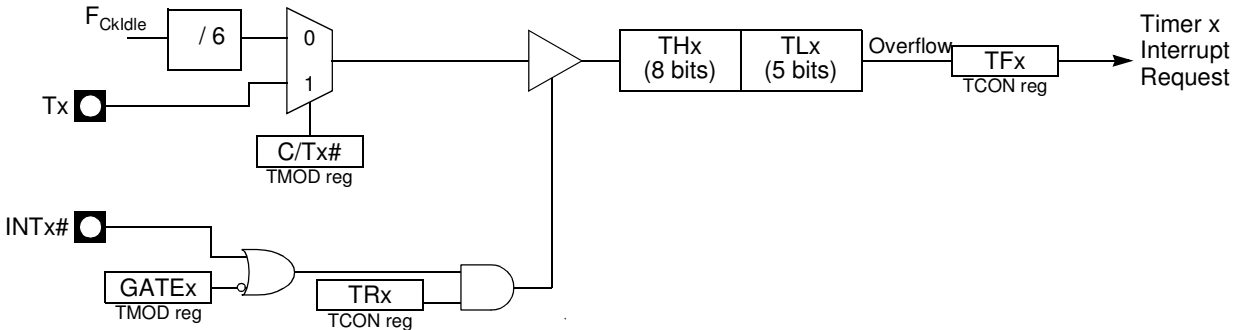 F_CkIdle
/ 6
0
1
Tx
C/Tx#
TMOD reg
THx
(8 bits)
TLx
(5 bits)
Overflow
TFx
TCON reg
Timer x
Interrupt
Request
INTx#
GATEx
TMOD reg
TRx
TCON reg